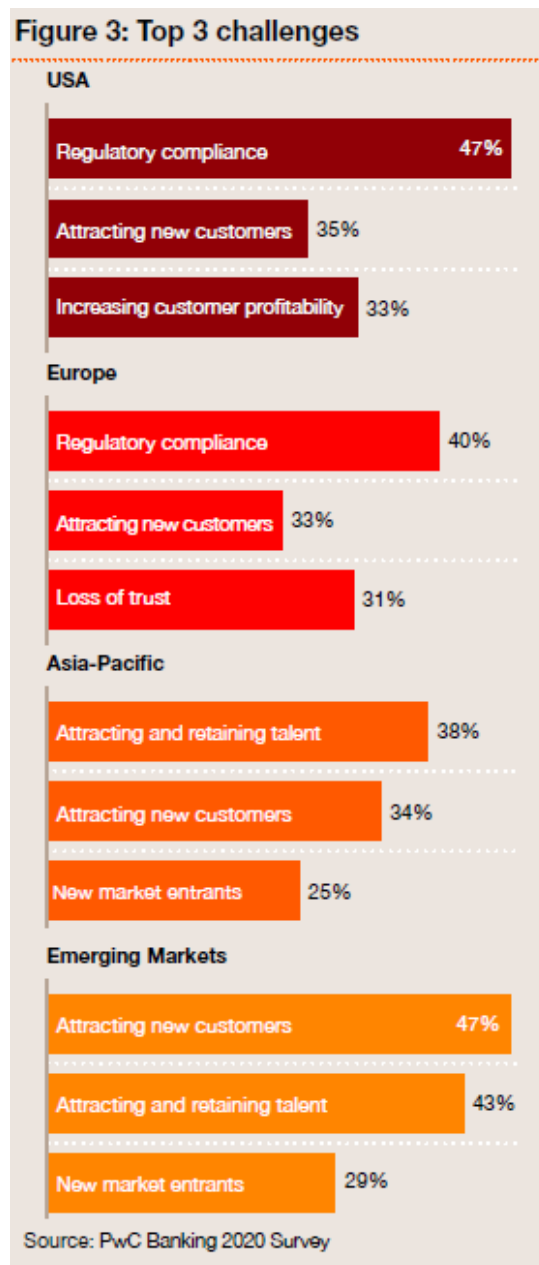 Figure 3: Top 3 challenges
USA
Regulatory compliance 47%
Attracting new customers 35%
Increasing customer profitability 33%
Europe
Regulatory compliance 40%
Attracting new customers 33%
Loss of trust 31%
Asia-Pacific
Attracting and retaining talent 38%
Attracting new customers 34%
New market entrants 25%
Emerging Markets
Attracting new customers 47%
Attracting and retaining talent 43%
New market entrants 29%
Source: PwC Banking 2020 Survey